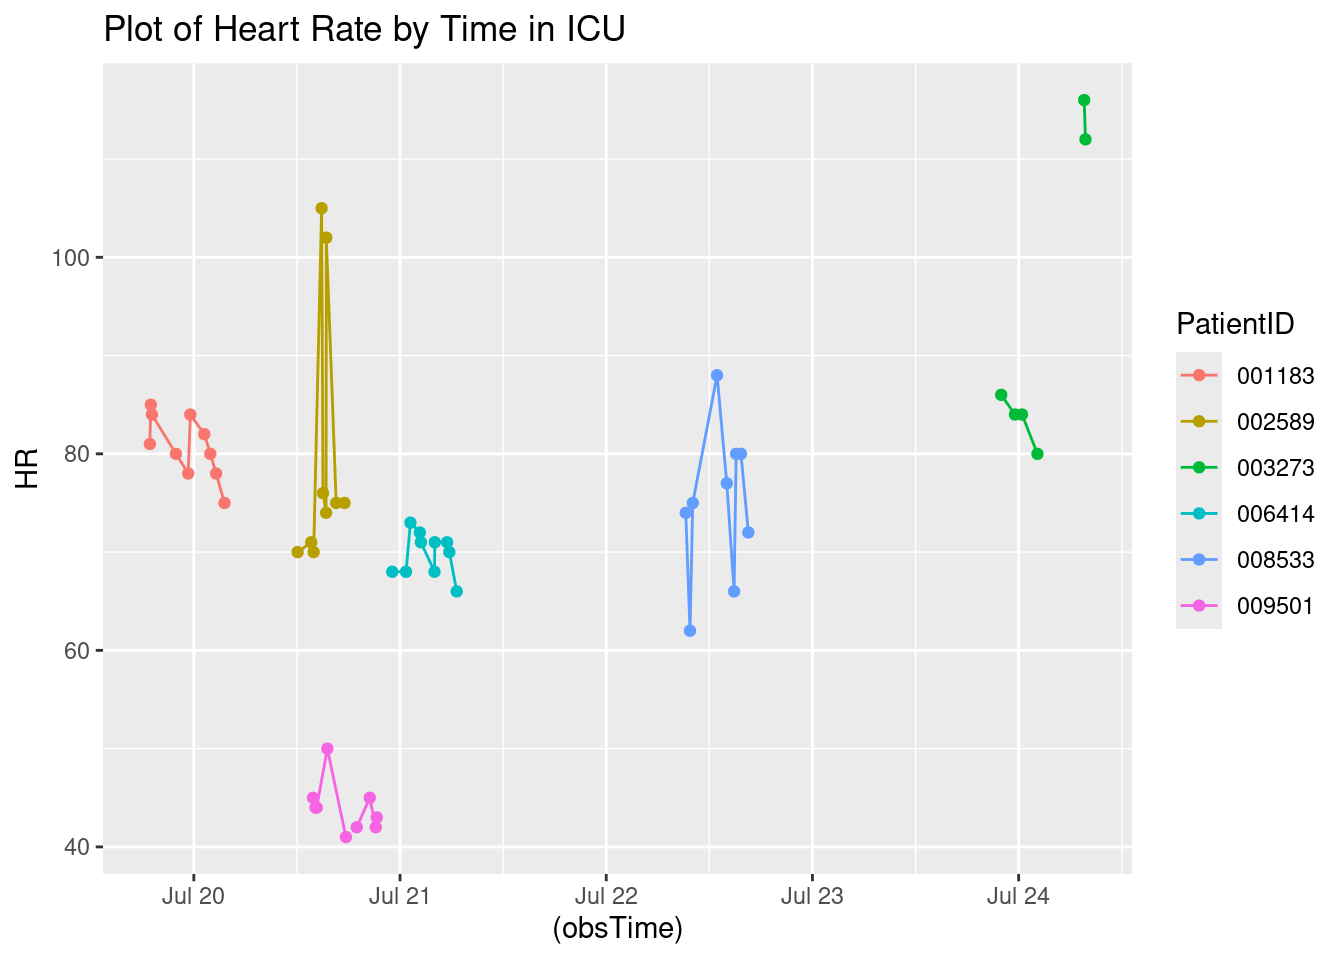 Plot of Heart Rate by Time in ICU
HR
100
80
60
40
Jul 20
Jul 21
Jul 22
Jul 23
Jul 24
(obsTime)
PatientID
001183
002589
003273
006414
008533
009501